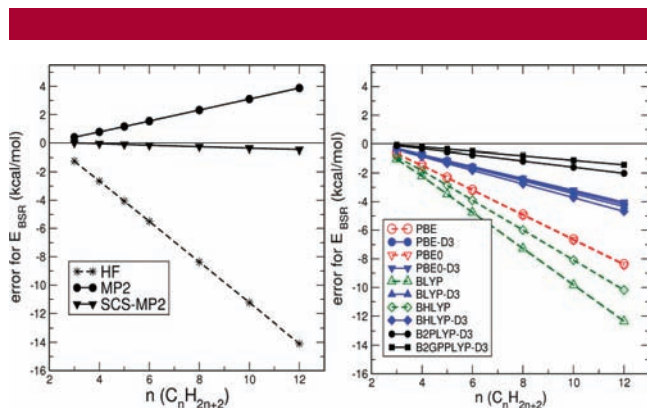 4
2
0
-2
-4
-6
-8
-10
-12
-14
-16
error for E_BSR (kcal/mol)
HF
MP2
SCS-MP2
2 4 6 8 10 12
n (C_nH_2n+2)
4
2
0
-2
-4
-6
-8
-10
-12
-14
-16
error for E_BSR (kcal/mol)
PBE
PBE-D3
PBE0
PBE0-D3
BLYP
BLYP-D3
BHLYP
BHLYP-D3
B2PLYP-D3
B2GPPLYP-D3
2 4 6 8 10 12
n (C_nH_2n+2)